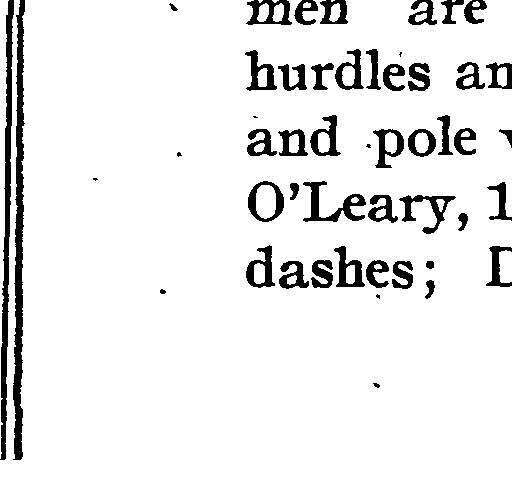 men are
hurdles an
and pole
O'Leary, 1
dashes; D